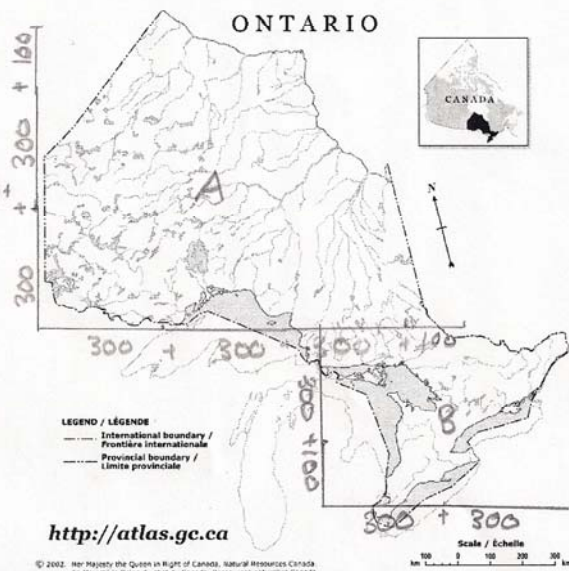 ONTARIO
CANADA
N
300 + 300 + 100
A
300 + 300 + 300 + 100
300 + 100
B
300 + 300
LEGEND / LÉGENDE
International boundary /
Frontière internationale
Provincial boundary /
Limite provinciale
http://atlas.gc.ca
Scale / Échelle
km 100 0 100 200 300 km
© 2002. Her Majesty the Queen in Right of Canada, Natural Resources Canada.